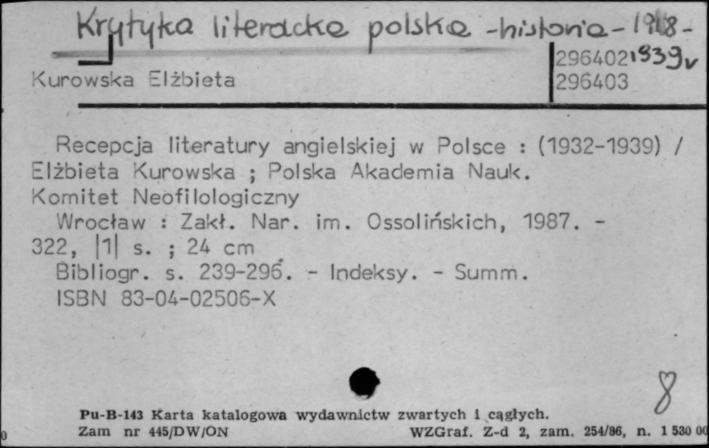 Krytyka literacka polska - historia - 1918 -
296402 1939 r
Kurowska Elżbieta
296403
Recepcja literatury angielskiej w Polsce : (1932-1939) /
Elżbieta Kurowska ; Polska Akademia Nauk.
Komitet Neofilologiczny
Wrocław : Zakł. Nar. im. Ossolińskich, 1987. -
322, |1| s. ; 24 cm.
Bibliogr. s. 239-296. - Indeksy. - Summ.
ISBN 83-04-02506-X
8
Pu-B-143 Karta katalogowa wydawnictw zwartych i ciągłych.
0 Zam nr 445/DW/ON WZGraf. Z-d 2, zam. 254/86, n. 1 530 00